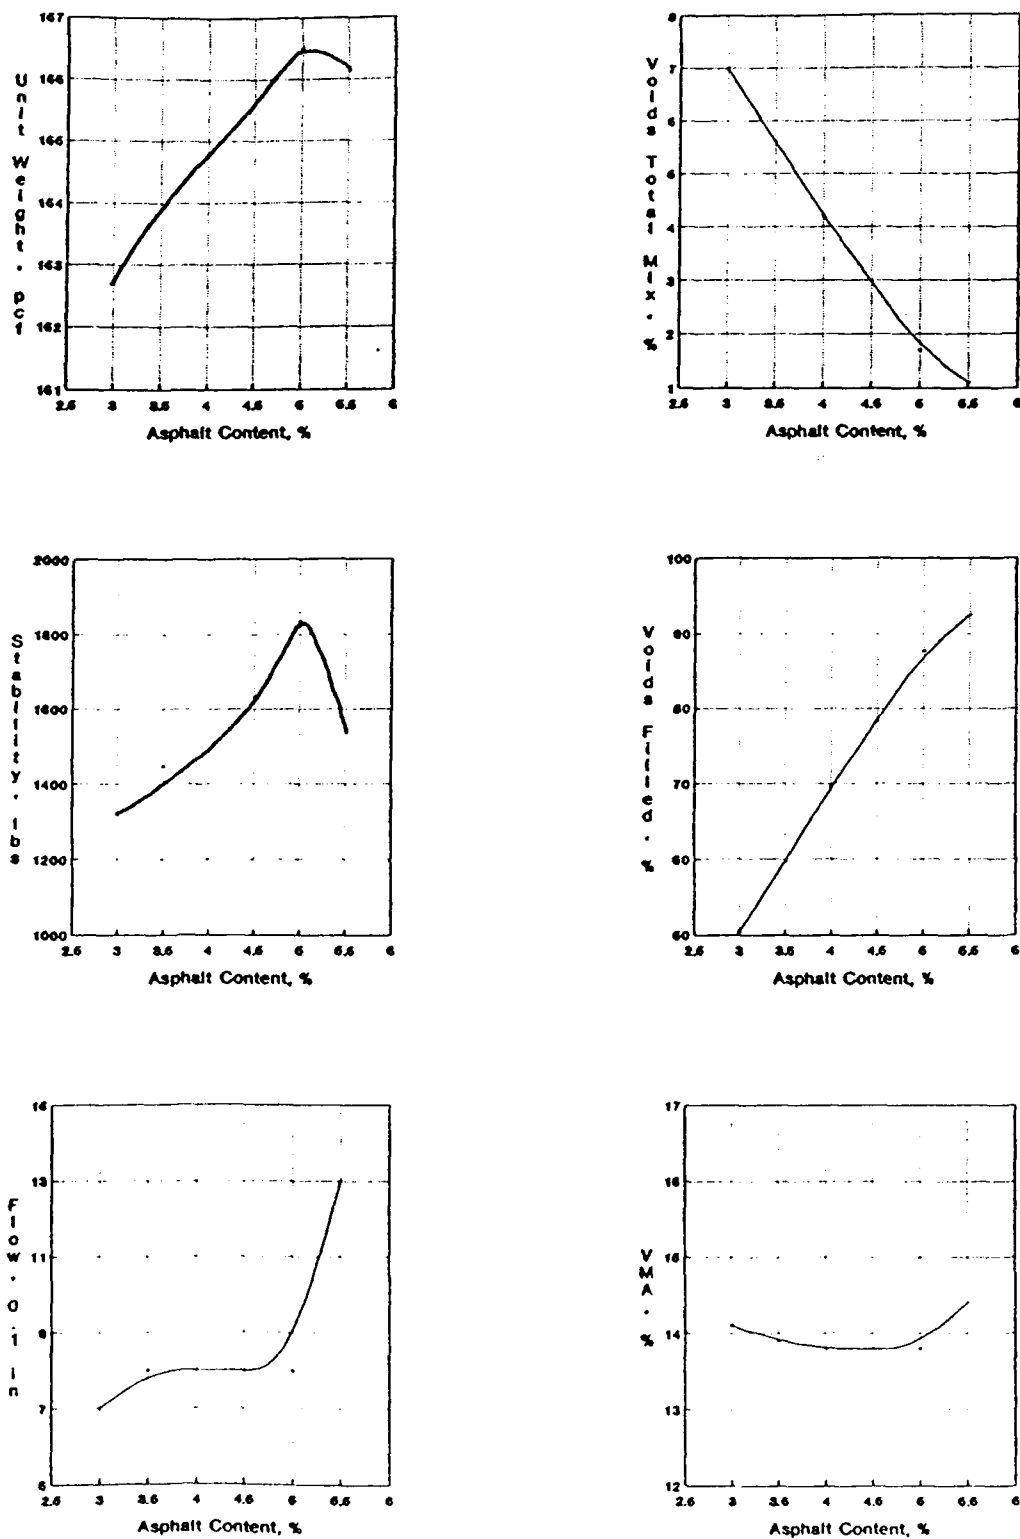 Unit Weight, pcf
167
166
165
164
163
162
161
2.5 3 3.5 4 4.5 5 5.5 6
Asphalt Content, %
Voids Total Mix, %
8
7
6
5
4
3
2
1
2.5 3 3.5 4 4.5 5 5.5 6
Asphalt Content, %
Stability, lbs
2000
1800
1600
1400
1200
1000
2.5 3 3.5 4 4.5 5 5.5 6
Asphalt Content, %
Voids Filled, %
100
90
80
70
60
50
2.5 3 3.5 4 4.5 5 5.5 6
Asphalt Content, %
Flow, 0.1 in
15
13
11
9
7
5
2.5 3 3.5 4 4.5 5 5.5 6
Asphalt Content, %
VMA, %
17
16
15
14
13
12
2.5 3 3.5 4 4.5 5 5.5 6
Asphalt Content, %